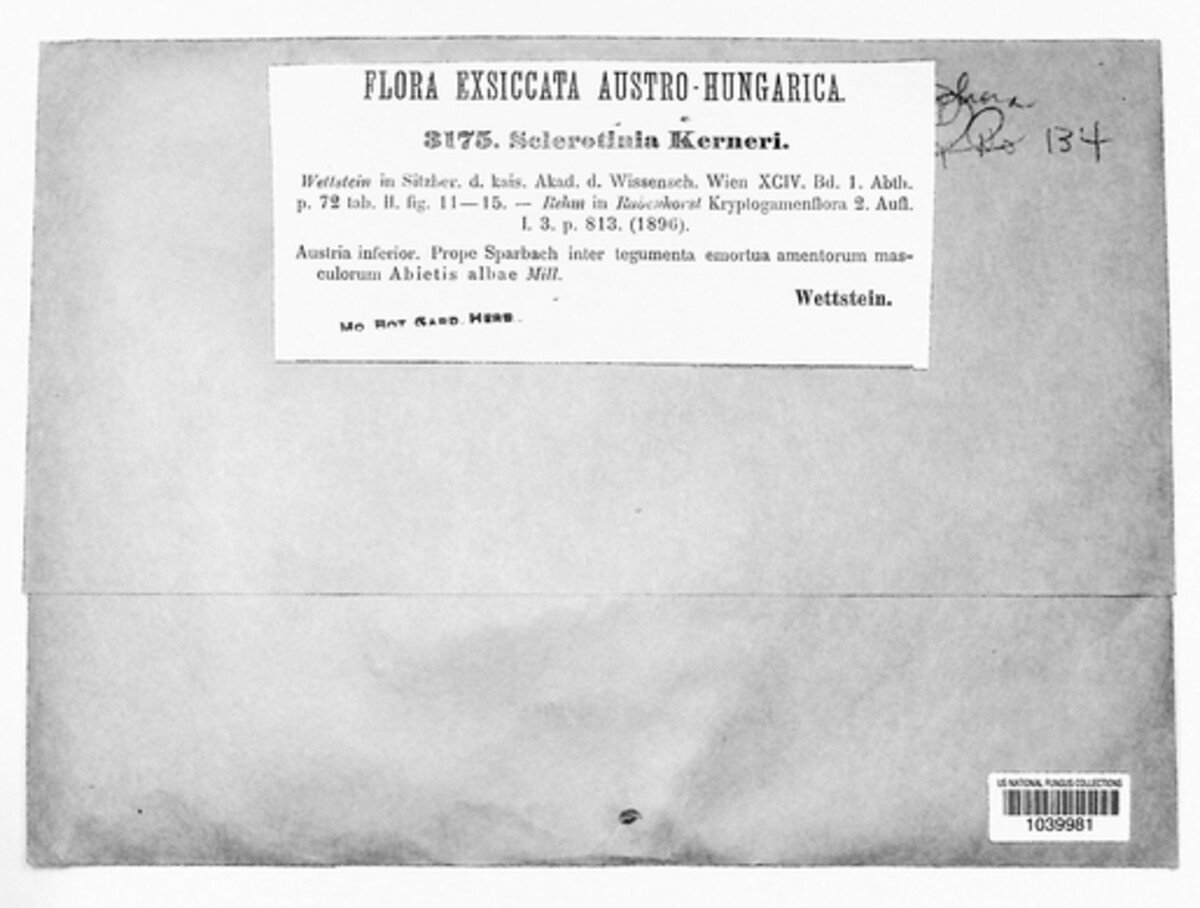 FLORA EXSICCATA AUSTRO-HUNGARICA.
3175. Sclerotinia Kerneri.
Wettstein in Sitzber. d. kais. Akad. d. Wissensch. Wien XCIV. Bd. 1. Abth.
p. 72 tab. II. fig. 11—15. — Rehm in Rabenhorst Kryptogamenflora 2. Aufl.
I. 3. p. 813. (1896).
Austria inferior. Prope Sparbach inter tegumenta emortua amentorum mas-
culorum Abietis albae Mill.
Wettstein.
MO. BOT. GARD. HERB.
134
US NATIONAL FUNGUS COLLECTIONS
1039981